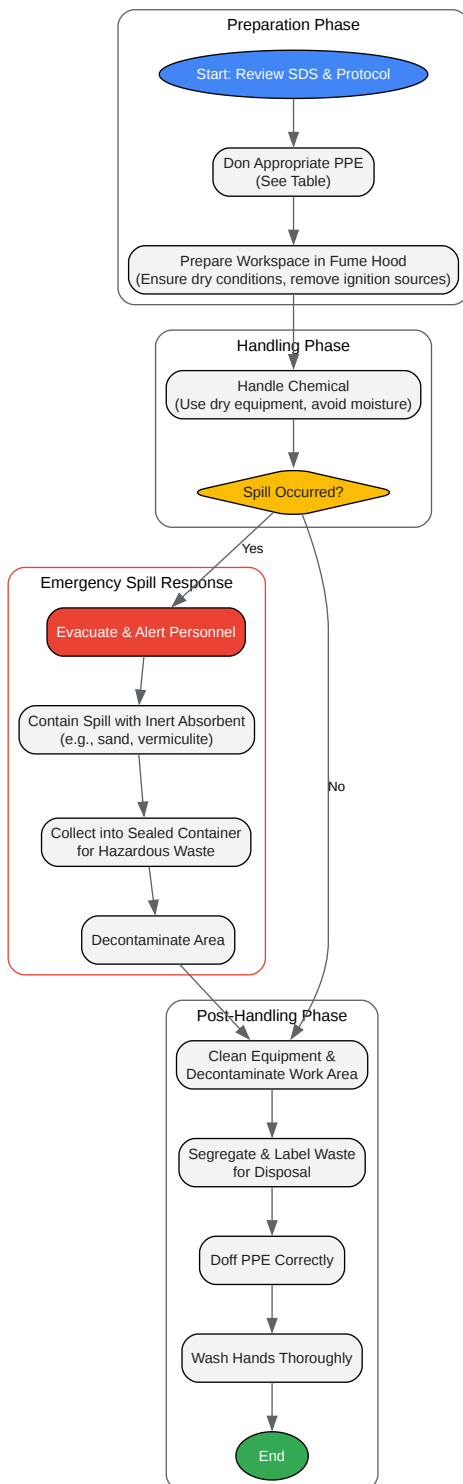 Preparation Phase
Start: Review SDS & Protocol
Don Appropriate PPE
(See Table)
Prepare Workspace in Fume Hood
(Ensure dry conditions, remove ignition sources)
Handling Phase
Handle Chemical
(Use dry equipment, avoid moisture)
Spill Occurred?
Yes
Emergency Spill Response
Evacuate & Alert Personnel
Contain Spill with Inert Absorbent
(e.g., sand, vermiculite)
No
Collect into Sealed Container
for Hazardous Waste
Decontaminate Area
Post-Handling Phase
Clean Equipment &
Decontaminate Work Area
Segregate & Label Waste
for Disposal
Doff PPE Correctly
Wash Hands Thoroughly
End